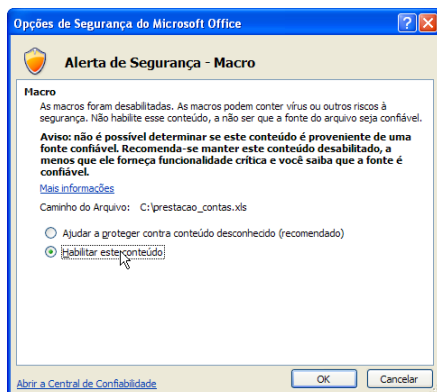 Opções de Segurança do Microsoft Office
Alerta de Segurança - Macro
Macro
As macros foram desabilitadas. As macros podem conter vírus ou outros riscos à
segurança. Não habilite esse conteúdo, a não ser que a fonte do arquivo seja confiável.
Aviso: não é possível determinar se este conteúdo é proveniente de uma
fonte confiável. Recomenda-se manter este conteúdo desabilitado, a
menos que ele forneça funcionalidade crítica e você saiba que a fonte é
confiável.
Mais informações
Caminho do Arquivo: C:\prestacao_contas.xls
Ajudar a proteger contra conteúdo desconhecido (recomendado)
Habilitar este conteúdo
Abrir a Central de Confiabilidade
OK
Cancelar